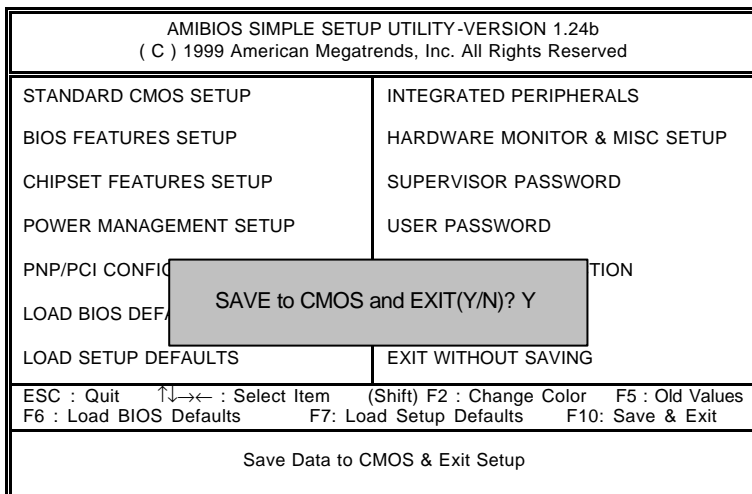 AMIBIOS SIMPLE SETUP UTILITY-VERSION 1.24b
( C ) 1999 American Megatrends, Inc. All Rights Reserved
STANDARD CMOS SETUP
BIOS FEATURES SETUP
CHIPSET FEATURES SETUP
POWER MANAGEMENT SETUP
PNP/PCI CONFIG
LOAD BIOS DEFA
LOAD SETUP DEFAULTS
INTEGRATED PERIPHERALS
HARDWARE MONITOR & MISC SETUP
SUPERVISOR PASSWORD
USER PASSWORD
TION
EXIT WITHOUT SAVING
SAVE to CMOS and EXIT(Y/N)? Y
ESC : Quit ↑↓→← : Select Item (Shift) F2 : Change Color F5 : Old Values
F6 : Load BIOS Defaults F7: Load Setup Defaults F10: Save & Exit
Save Data to CMOS & Exit Setup